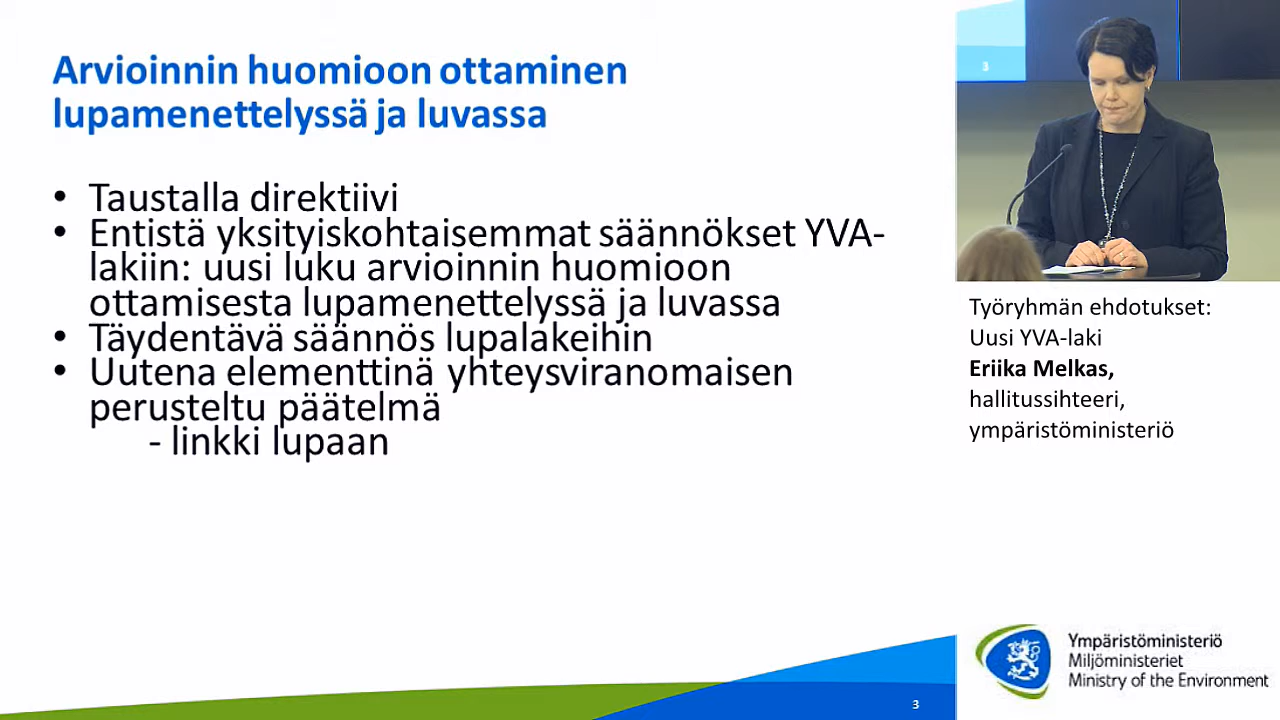 Arvioinnin huomioon ottaminen
lupamenettelyssä ja luvassa
• Taustalla direktiivi
• Entistä yksityiskohtaisemmat säännökset YVA-
lakiin: uusi luku arvioinnin huomioon
ottamisesta lupamenettelyssä ja luvassa
• Täydentävä säännös lupalakeihin
• Uutena elementtinä yhteysviranomaisen
perusteltu päätelmä
- linkki lupaan
3
3
Työryhmän ehdotukset:
Uusi YVA-laki
Eriika Melkas,
hallitussihteeri,
ympäristöministeriö
Ympäristöministeriö
Miljöministeriet
Ministry of the Environment